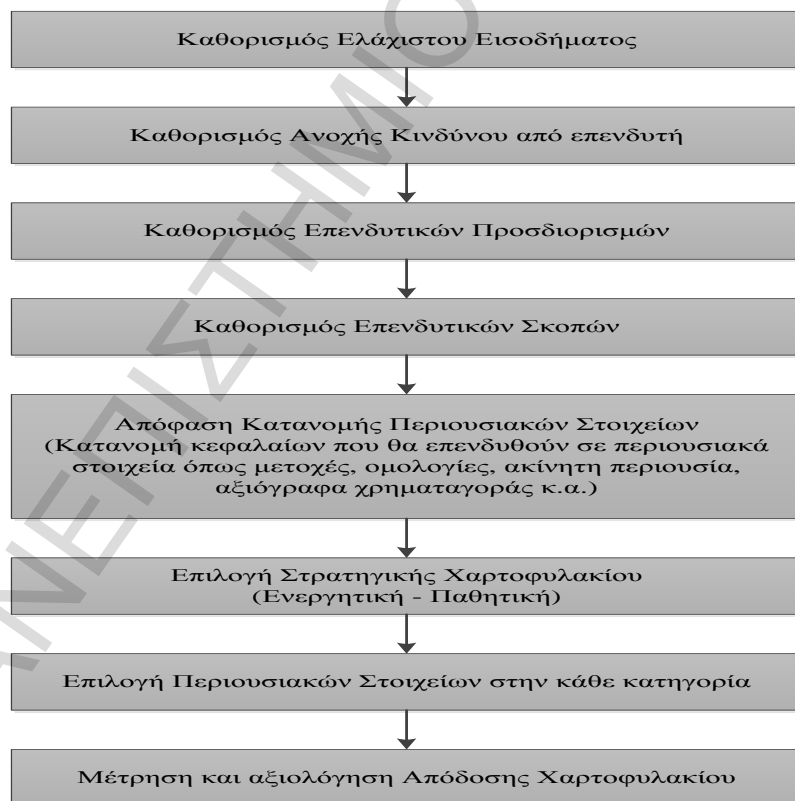 Καθορισμός Ελάχιστου Εισοδήματος
Καθορισμός Ανοχής Κινδύνου από επενδυτή
Καθορισμός Επενδυτικών Προσδιορισμών
Καθορισμός Επενδυτικών Σκοπών
Απόφαση Κατανομής Περιουσιακών Στοιχείων
(Κατανομή κεφαλαίων που θα επενδυθούν σε περιουσιακά
στοιχεία όπως μετοχές, ομολογίες, ακίνητη περιουσία,
αξιόγραφα χρηματαγοράς κ.α.)
Επιλογή Στρατηγικής Χαρτοφυλακίου
(Ενεργητική - Παθητική)
Επιλογή Περιουσιακών Στοιχείων στην κάθε κατηγορία
Μέτρηση και αξιολόγηση Απόδοσης Χαρτοφυλακίου
ΑΝΕΠΙΣΤΗΜΙΟ